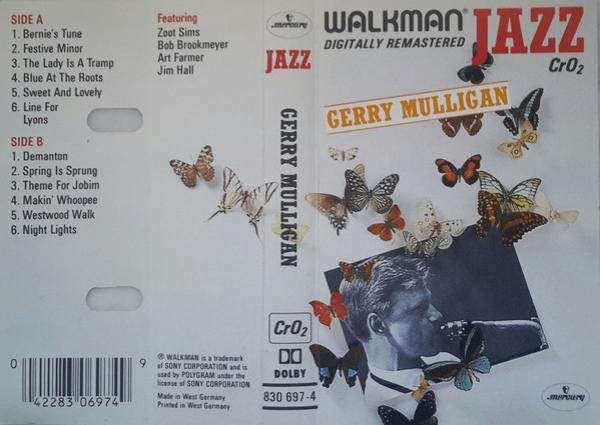 SIDE A
1. Bernie's Tune
2. Festive Minor
3. The Lady Is A Tramp
4. Blue At The Roots
5. Sweet And Lovely
6. Line For
Lyons
SIDE B
1. Demanton
2. Spring Is Sprung
3. Theme For Jobim
4. Makin' Whoopee
5. Westwood Walk
6. Night Lights
0 42283 06974 9
Featuring
Zoot Sims
Bob Brookmeyer
Art Farmer
Jim Hall
® WALKMAN is a trademark
of SONY CORPORATION and is
used by POLYGRAM under the
license of SONY CORPORATION
Made in West Germany
Printed in West Germany
mercury
JAZZ
GERRY MULLIGAN
CrO2
DOLBY
830 697-4
WALKMAN® JAZZ
DIGITALLY REMASTERED
CrO2
GERRY MULLIGAN
mercury